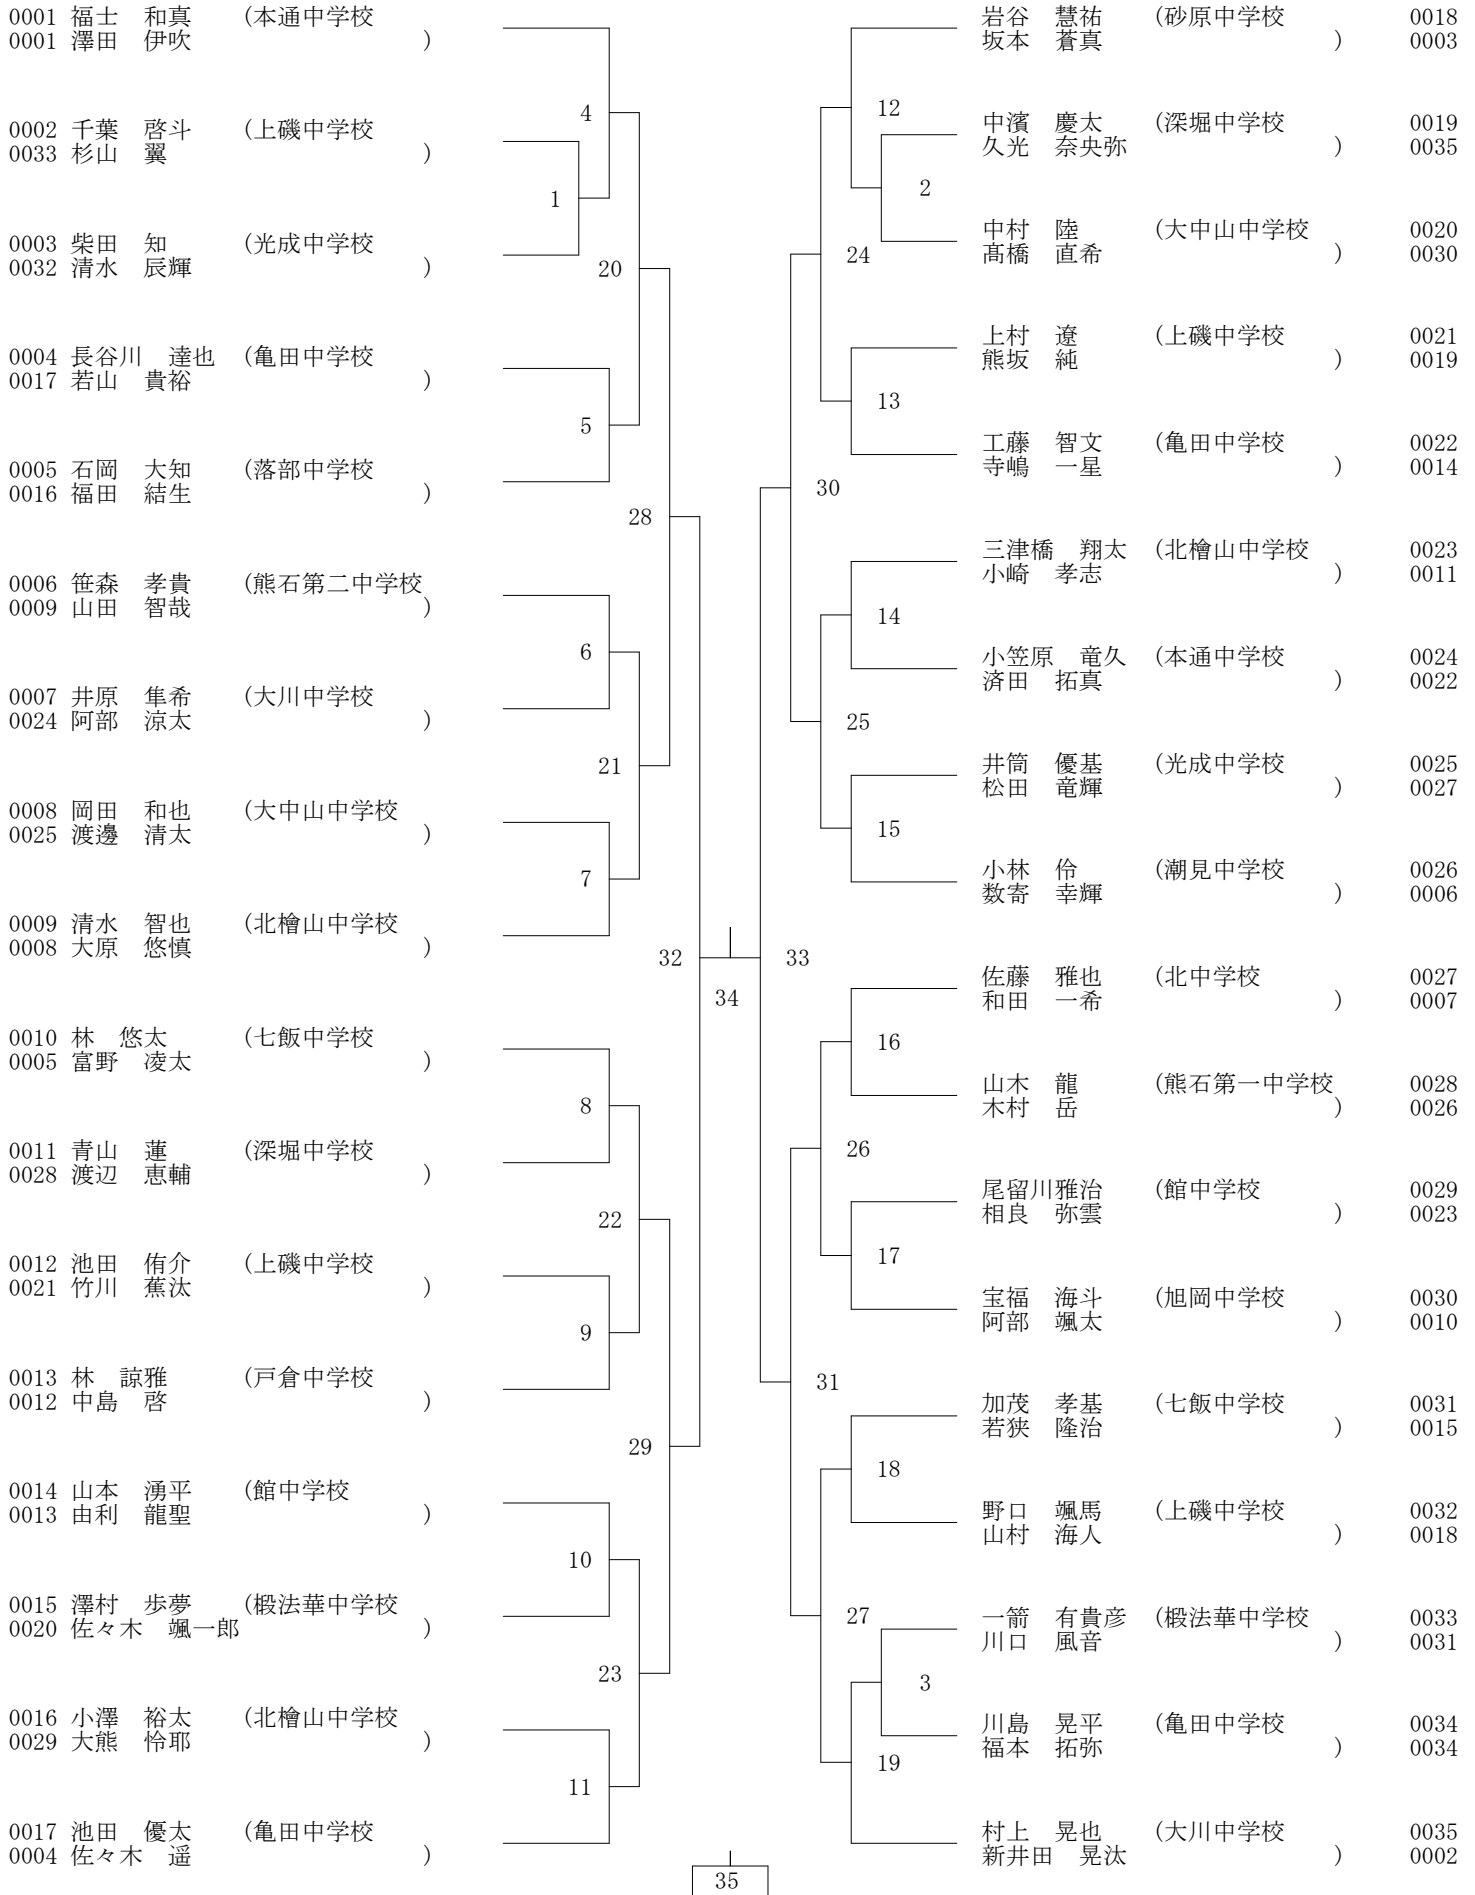 0001 福士　和真　　(本通中学校
0001 澤田　伊吹　　)
4
0002 千葉　啓斗　　(上磯中学校
0033 杉山　翼　　)
1
0003 柴田　知　　(光成中学校
0032 清水　辰輝　　)
20
0004 長谷川　達也　(亀田中学校
0017 若山　貴裕　　)
5
0005 石岡　大知　　(落部中学校
0016 福田　結生　　)
28
0006 笹森　孝貴　　(熊石第二中学校
0009 山田　智哉　　)
6
0007 井原　隼希　　(大川中学校
0024 阿部　涼太　　)
21
0008 岡田　和也　　(大中山中学校
0025 渡邊　清太　　)
7
0009 清水　智也　　(北檜山中学校
0008 大原　悠慎　　)
32
34
0010 林　悠太　　(七飯中学校
0005 富野　凌太　　)
8
0011 青山　蓮　　(深堀中学校
0028 渡辺　恵輔　　)
22
0012 池田　侑介　　(上磯中学校
0021 竹川　蕉汰　　)
9
0013 林　諒雅　　(戸倉中学校
0012 中島　啓　　)
29
0014 山本　湧平　　(館中学校
0013 由利　龍聖　　)
10
0015 澤村　歩夢　　(椴法華中学校
0020 佐々木　颯一郎　　)
23
0016 小澤　裕太　　(北檜山中学校
0029 大熊　怜耶　　)
11
0017 池田　優太　　(亀田中学校
0004 佐々木　遥　　)
35
岩谷　慧祐　　(砂原中学校　　0018
坂本　蒼真　　)　　0003
12
中濱　慶太　　(深堀中学校　　0019
久光　奈央弥　　)　　0035
2
中村　陸　　(大中山中学校　　0020
髙橋　直希　　)　　0030
24
上村　遼　　(上磯中学校　　0021
熊坂　純　　)　　0019
13
工藤　智文　　(亀田中学校　　0022
寺嶋　一星　　)　　0014
30
三津橋　翔太　(北檜山中学校　　0023
小崎　孝志　　)　　0011
14
小笠原　竜久　(本通中学校　　0024
済田　拓真　　)　　0022
25
井筒　優基　　(光成中学校　　0025
松田　竜輝　　)　　0027
15
小林　伶　　(潮見中学校　　0026
数寄　幸輝　　)　　0006
33
佐藤　雅也　　(北中学校　　0027
和田　一希　　)　　0007
16
山木　龍　　(熊石第一中学校　　0028
木村　岳　　)　　0026
26
尾留川雅治　　(館中学校　　0029
相良　弥雲　　)　　0023
17
宝福　海斗　　(旭岡中学校　　0030
阿部　颯太　　)　　0010
31
加茂　孝基　　(七飯中学校　　0031
若狭　隆治　　)　　0015
18
野口　颯馬　　(上磯中学校　　0032
山村　海人　　)　　0018
27
一箭　有貴彦　(椴法華中学校　　0033
川口　風音　　)　　0031
3
川島　晃平　　(亀田中学校　　0034
福本　拓弥　　)　　0034
19
村上　晃也　　(大川中学校　　0035
新井田　晃汰　　)　　0002